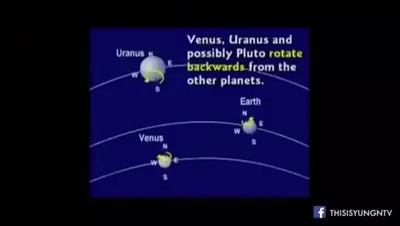 Venus, Uranus and
possibly Pluto rotate
backwards from the
other planets.
Uranus
N
E
W
S
Earth
N
W
E
S
Venus
N
W
E
S
THISISYUNGNTV